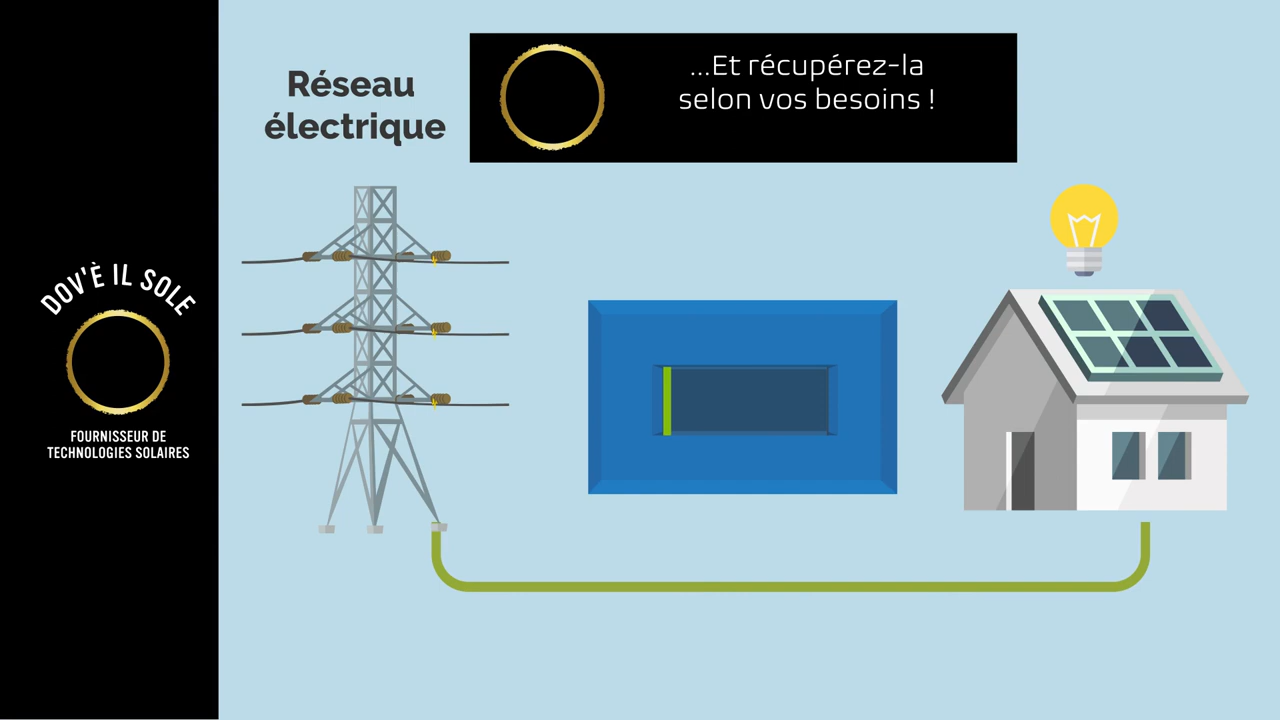 Réseau
électrique
...Et récupérez-la
selon vos besoins !
DOV'È IL SOLE
FOURNISSEUR DE
TECHNOLOGIES SOLAIRES